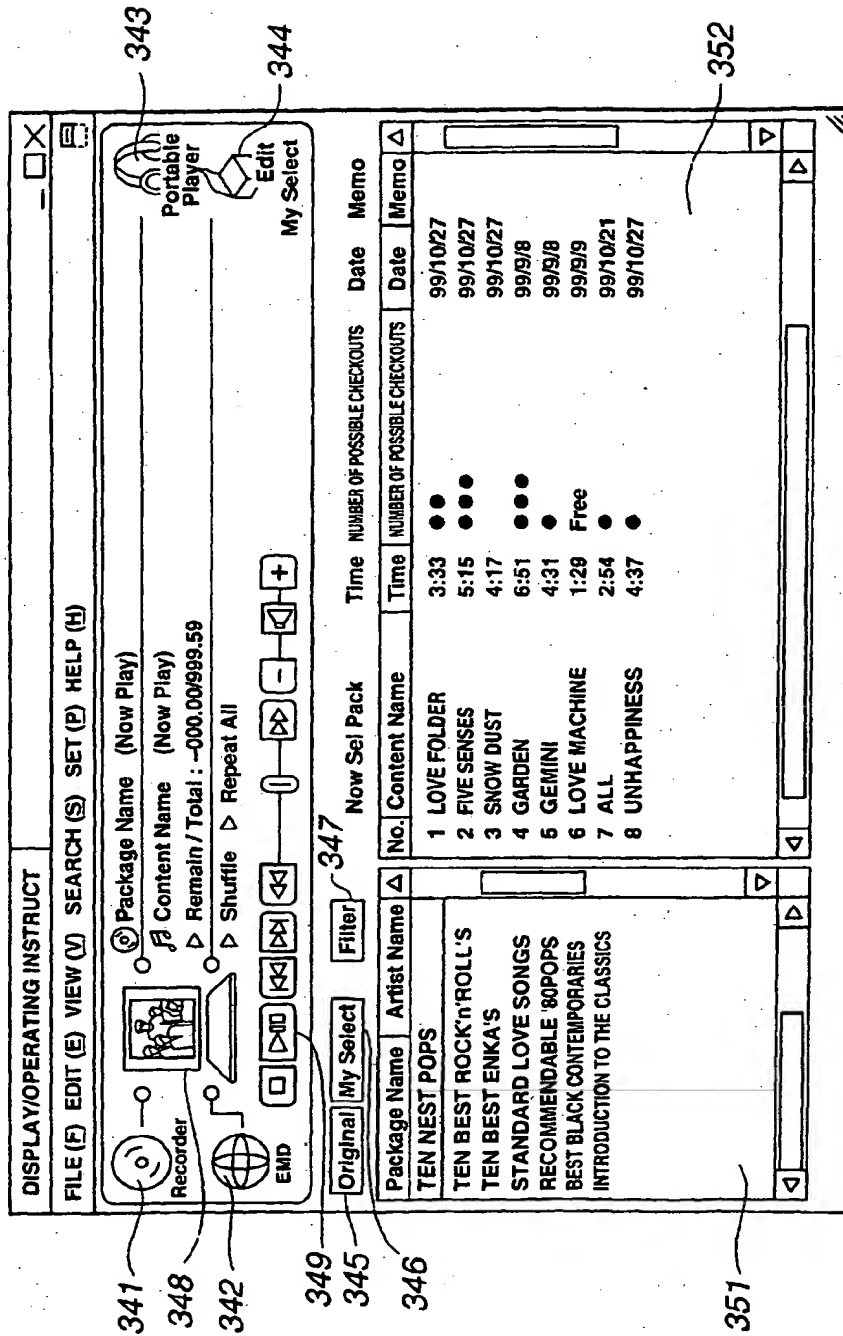 DISPLAY/OPERATING INSTRUCT
FILE (F) EDIT (E) VIEW (V) SEARCH (S) SET (P) HELP (H)
341
Recorder
348
342
EMD
Package Name (Now Play)
Content Name (Now Play)
Remain / Total : -000.00/999.59
Shuffle Repeat All
Portable
Player
343
Edit
My Select
344
349
345
Original
My Select
346
Filter
347
Now Sel Pack Time NUMBER OF POSSIBLE CHECKOUTS Date Memo
Package Name Artist Name
TEN NEST POPS
TEN BEST ROCK'n'ROLL'S
TEN BEST ENKA'S
STANDARD LOVE SONGS
RECOMMENDABLE '80POPS
BEST BLACK CONTEMPORARIES
INTRODUCTION TO THE CLASSICS
351
No. Content Name Time NUMBER OF POSSIBLE CHECKOUTS Date Memo
1 LOVE FOLDER 3:33 ●● 99/10/27
2 FIVE SENSES 5:15 ●●● 99/10/27
3 SNOW DUST 4:17 99/10/27
4 GARDEN 6:51 ●●● 99/9/8
5 GEMINI 4:31 ● 99/9/8
6 LOVE MACHINE 1:29 Free 99/9/9
7 ALL 2:54 ● 99/10/21
8 UNHAPPINESS 4:37 ● 99/10/27
352